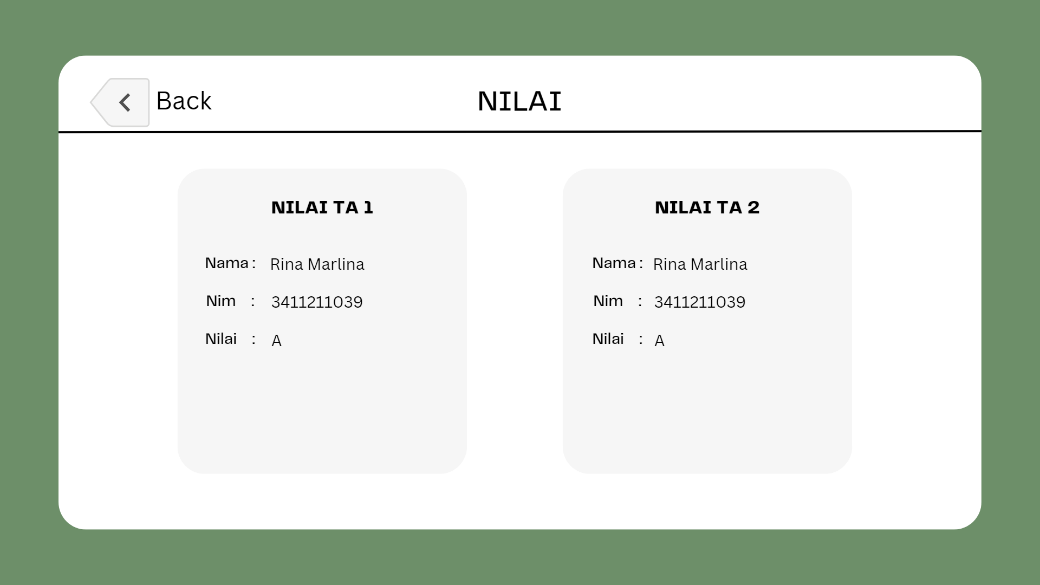 Back
NILAI
NILAI TA 1
Nama : Rina Marlina
Nim : 3411211039
Nilai : A
NILAI TA 2
Nama : Rina Marlina
Nim : 3411211039
Nilai : A